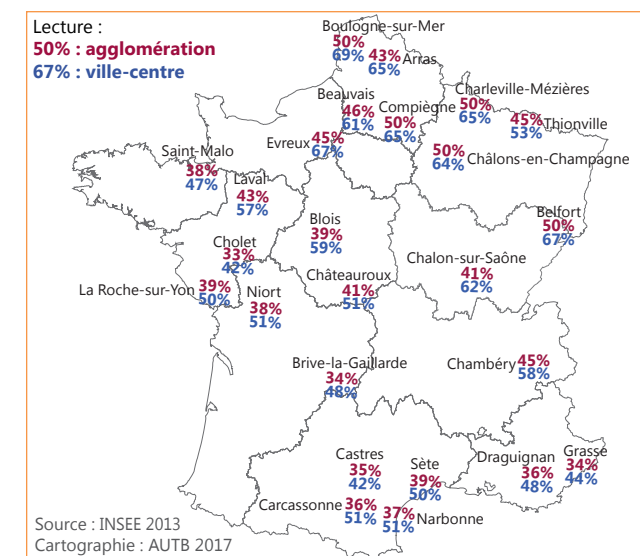 Lecture :
50% : agglomération
67% : ville-centre
Boulogne-sur-Mer
50%
69%
43%
Arras
65%
Beauvais
46%
61%
Compiègne
50%
65%
Charleville-Mézières
50%
65%
45%
Thionville
53%
Evreux
45%
67%
50%
64%
Châlons-en-Champagne
Saint-Malo
38%
47%
Laval
43%
57%
Blois
39%
59%
Belfort
50%
67%
Cholet
33%
42%
Châteauroux
41%
51%
Chalon-sur-Saône
41%
62%
La Roche-sur-Yon
39%
50%
Niort
38%
51%
Brive-la-Gaillarde
34%
48%
Chambéry
45%
58%
Castres
35%
42%
Sète
39%
50%
Draguignan
36%
48%
Grasse
34%
44%
Carcassonne
36%
51%
37%
51%
Narbonne
Source : INSEE 2013
Cartographie : AUTB 2017